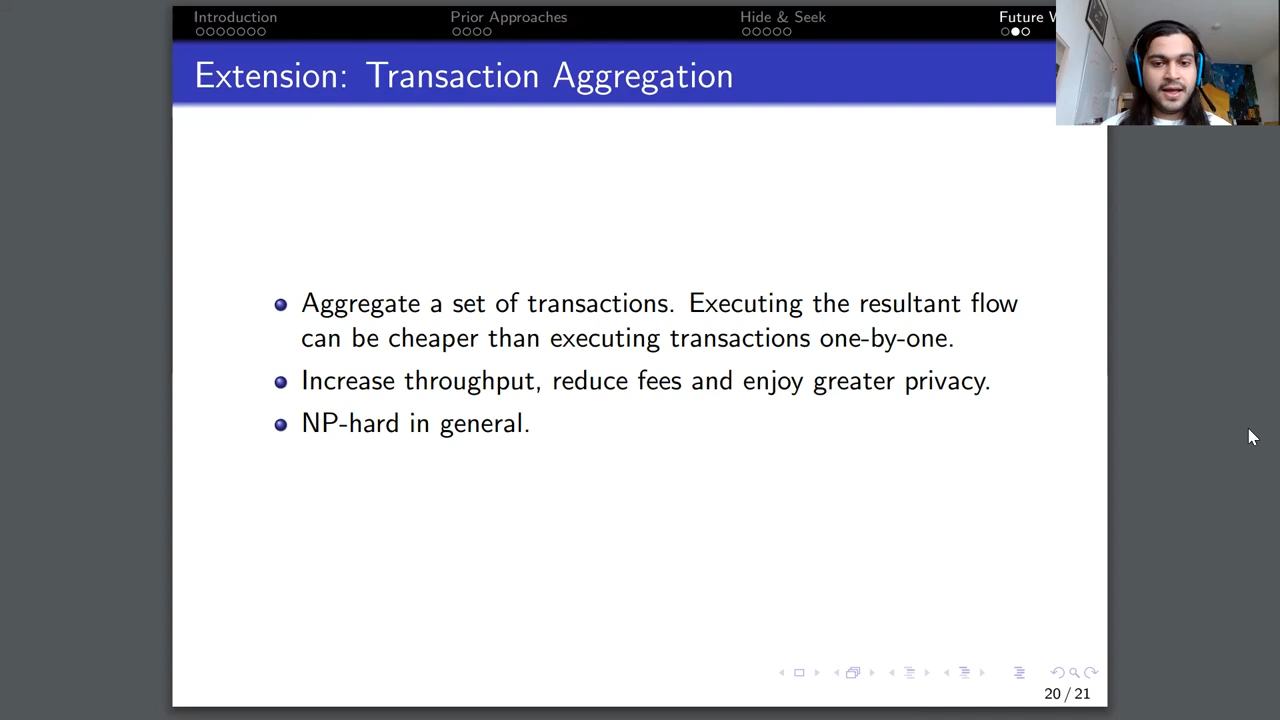 Introduction
Prior Approaches
Hide & Seek
Future W
Extension: Transaction Aggregation
Aggregate a set of transactions. Executing the resultant flow
can be cheaper than executing transactions one-by-one.
Increase throughput, reduce fees and enjoy greater privacy.
NP-hard in general.
20 / 21